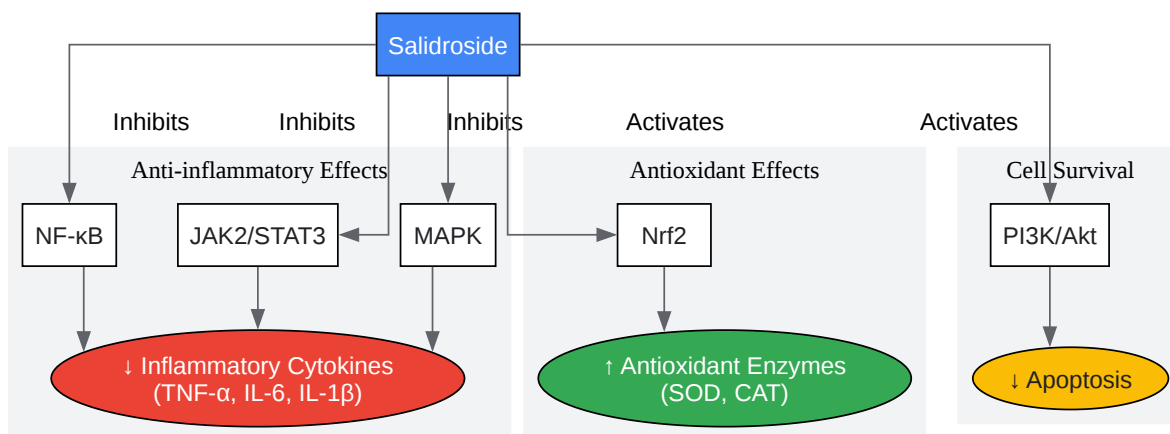 Salidroside
Inhibits
Inhibits
Inhibits
Activates
Activates
Anti-inflammatory Effects
Antioxidant Effects
Cell Survival
NF-κB
JAK2/STAT3
MAPK
Nrf2
PI3K/Akt
↓ Inflammatory Cytokines
(TNF-α, IL-6, IL-1β)
↑ Antioxidant Enzymes
(SOD, CAT)
↓ Apoptosis